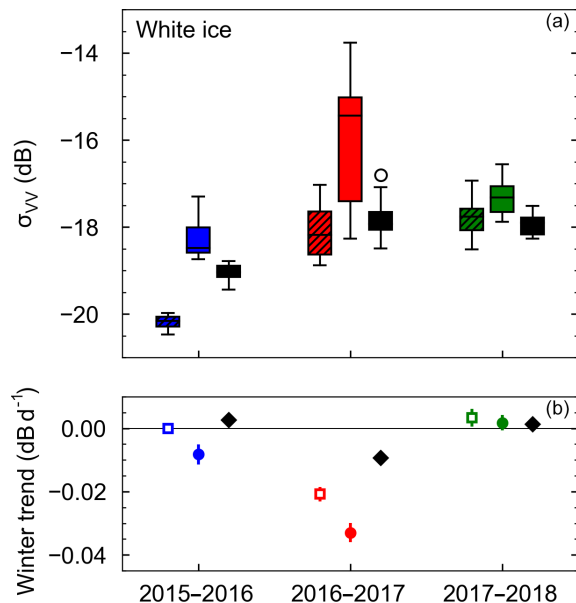 White ice
(a)
−14
−16
−18
−20
σVV (dB)
(b)
0.00
−0.02
−0.04
Winter trend (dB d⁻¹)
2015−2016 2016−2017 2017−2018